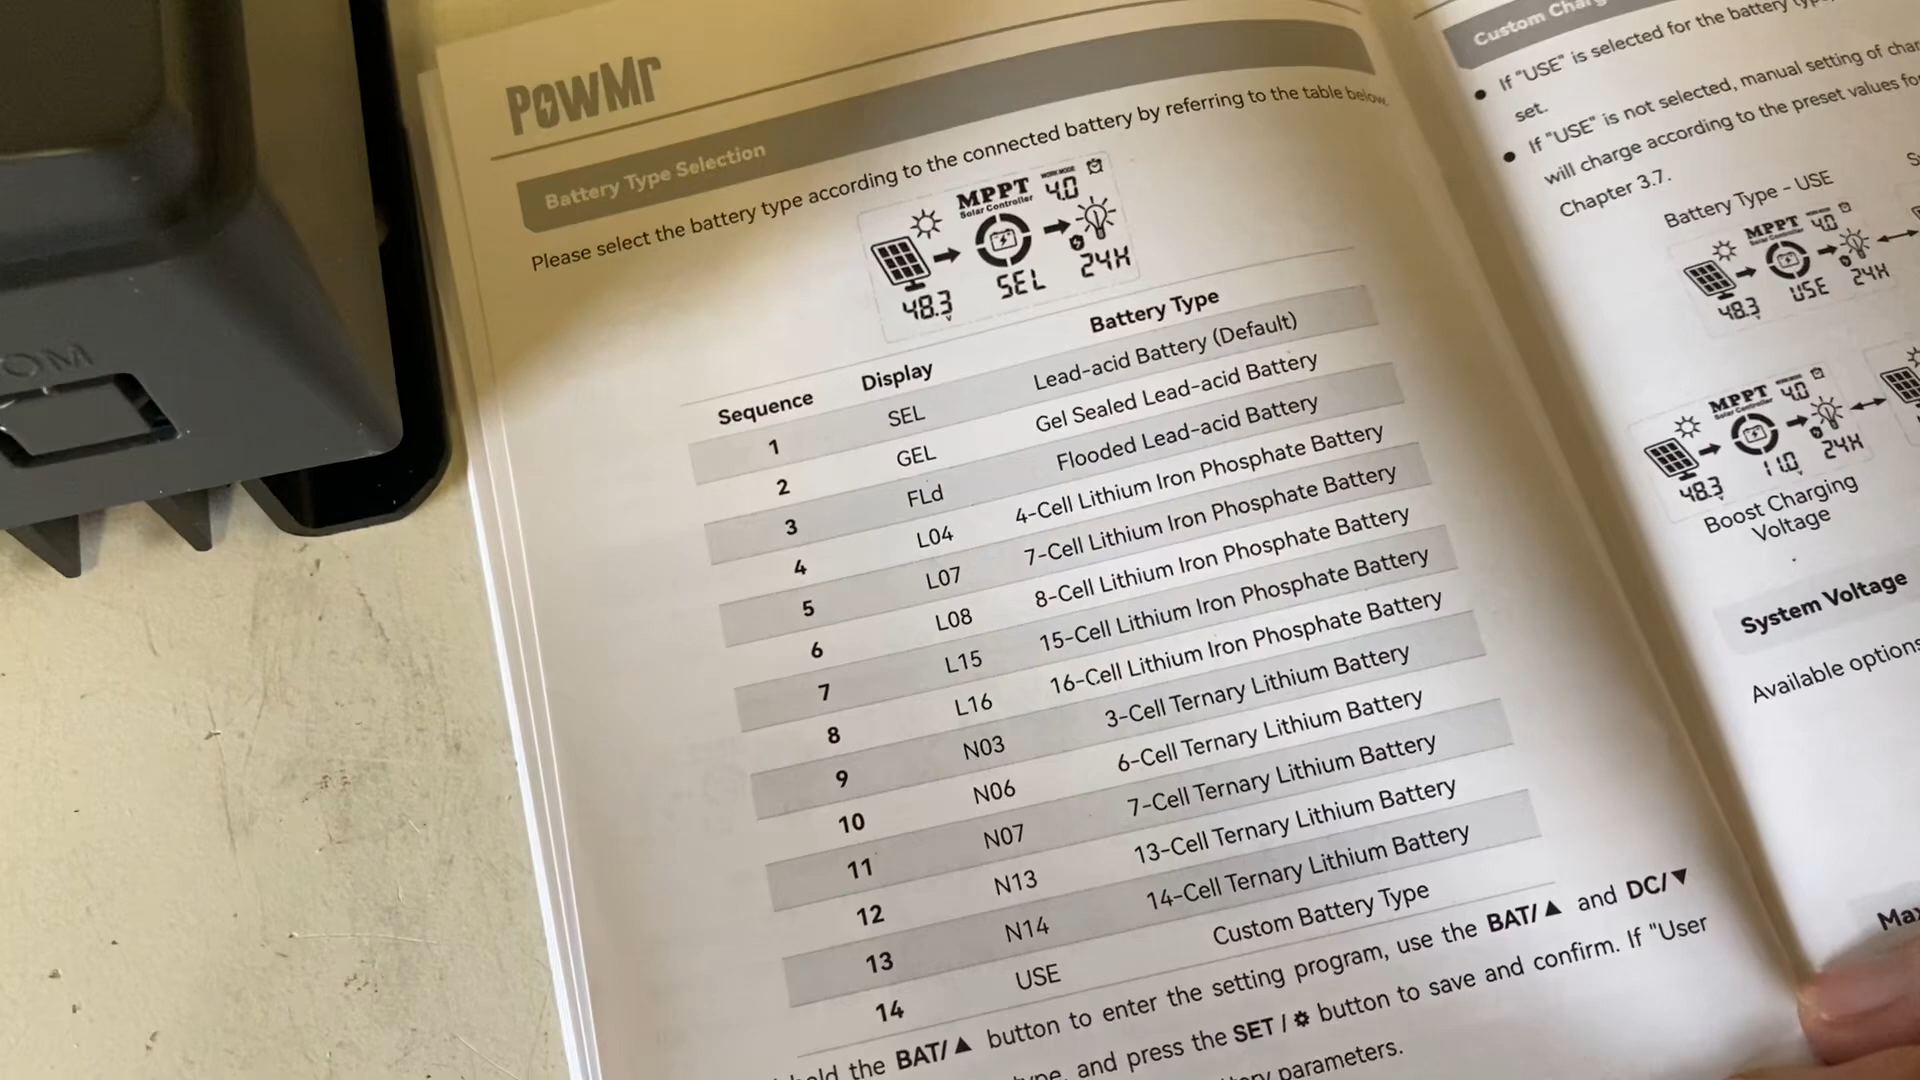 PowMr
Battery Type Selection
Please select the battery type according to the connected battery by referring to the table below.
MPPT
Solar Controller
WORK MODE
4.0
48.3
V
SEL
24H
Sequence Display Battery Type
1 SEL Lead-acid Battery (Default)
2 GEL Gel Sealed Lead-acid Battery
3 FLd Flooded Lead-acid Battery
4 L04 4-Cell Lithium Iron Phosphate Battery
5 L07 7-Cell Lithium Iron Phosphate Battery
6 L08 8-Cell Lithium Iron Phosphate Battery
7 L15 15-Cell Lithium Iron Phosphate Battery
8 L16 16-Cell Lithium Iron Phosphate Battery
9 N03 3-Cell Ternary Lithium Battery
10 N06 6-Cell Ternary Lithium Battery
11 N07 7-Cell Ternary Lithium Battery
12 N13 13-Cell Ternary Lithium Battery
13 N14 14-Cell Ternary Lithium Battery
14 USE Custom Battery Type
the BAT/▲ button to enter the setting program, use the BAT/▲ and DC/▼
and press the SET/ button to save and confirm. If "User
parameters.
Custom
• If "USE" is selected for the battery
set.
• If "USE" is not selected, manual setting of
will charge according to the preset values
Chapter 3.7.
Battery Type - USE
MPPT
Solar Controller
4.0
48.3
USE
24H
MPPT
Solar Controller
4.0
48.3
11.0
24H
Boost Charging
Voltage
System Voltage
Available options
OM